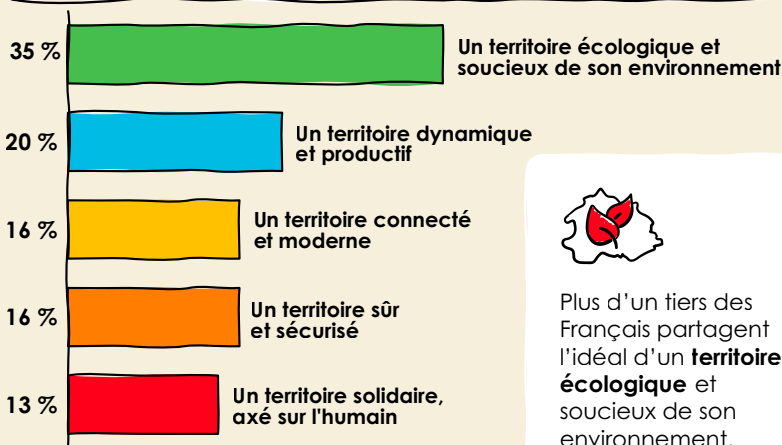 35 %
Un territoire écologique et
soucieux de son environnement
20 %
Un territoire dynamique
et productif
16 %
Un territoire connecté
et moderne
16 %
Un territoire sûr
et sécurisé
13 %
Un territoire solidaire,
axé sur l'humain
Plus d’un tiers des
Français partagent
l’idéal d’un territoire
écologique et
soucieux de son
environnement.